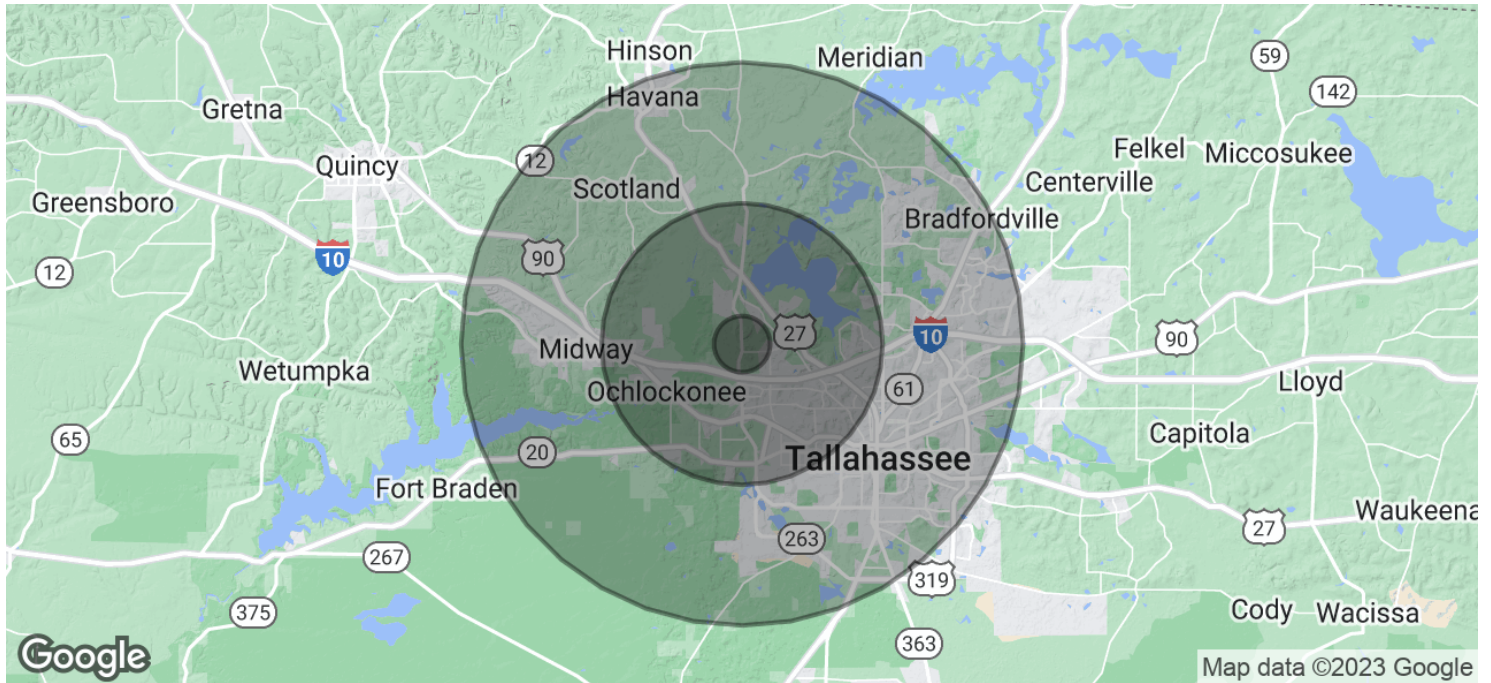 Hinson
Meridian
59
Havana
142
Gretna
Felkel
Miccosukee
12
Quincy
Scotland
Centerville
Greensboro
Bradfordville
90
10
12
27
10
90
Midway
Wetumpka
Ochlockonee
61
Lloyd
65
20
Capitola
Tallahassee
Fort Braden
Waukeena
27
263
267
319
375
Cody
Wacissa
363
Google
Map data ©2023 Google